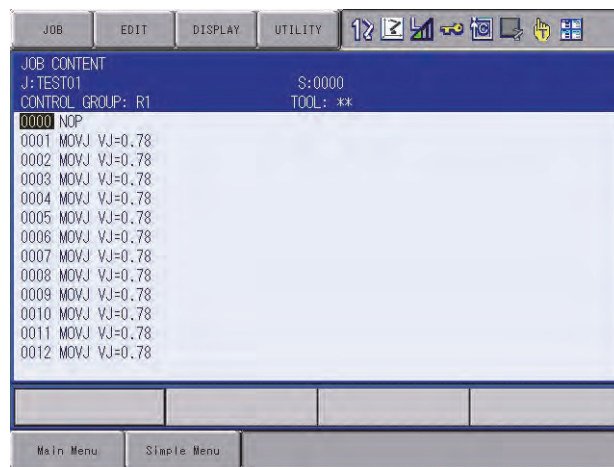 JOB EDIT DISPLAY UTILITY
JOB CONTENT
J:TEST01 S:0000
CONTROL GROUP: R1 TOOL: **
0000 NOP
0001 MOVJ VJ=0.78
0002 MOVJ VJ=0.78
0003 MOVJ VJ=0.78
0004 MOVJ VJ=0.78
0005 MOVJ VJ=0.78
0006 MOVJ VJ=0.78
0007 MOVJ VJ=0.78
0008 MOVJ VJ=0.78
0009 MOVJ VJ=0.78
0010 MOVJ VJ=0.78
0011 MOVJ VJ=0.78
0012 MOVJ VJ=0.78
Main Menu Simple Menu